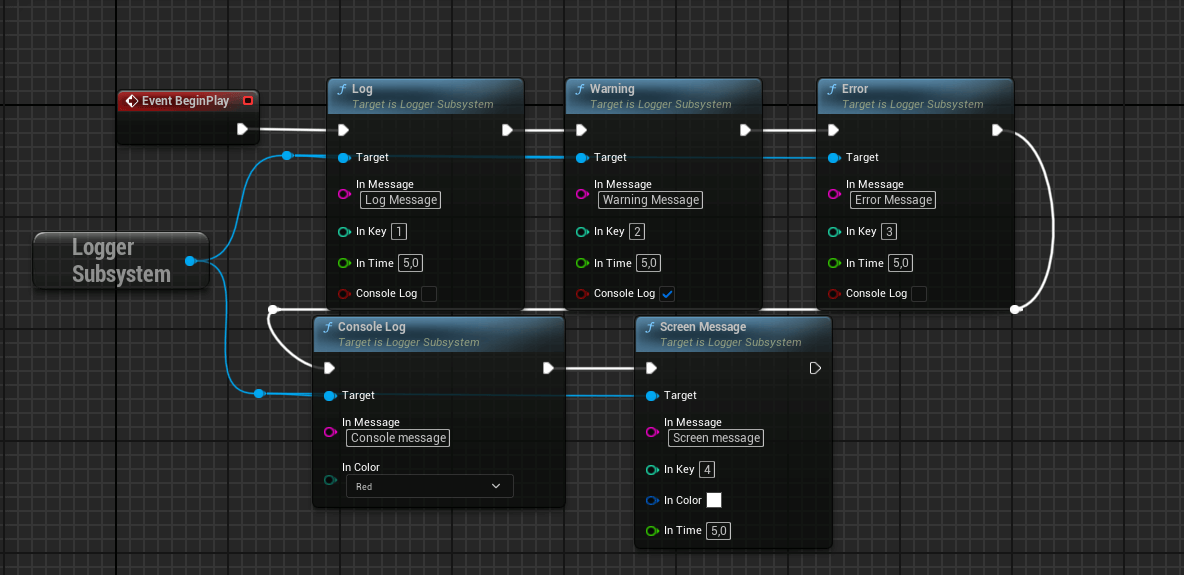 Event BeginPlay
Log
Target is Logger Subsystem
Target
In Message
Log Message
In Key 1
In Time 5,0
Console Log
Warning
Target is Logger Subsystem
Target
In Message
Warning Message
In Key 2
In Time 5,0
Console Log
Error
Target is Logger Subsystem
Target
In Message
Error Message
In Key 3
In Time 5,0
Console Log
Logger
Subsystem
Console Log
Target is Logger Subsystem
Target
In Message
Console message
In Color
Red
Screen Message
Target is Logger Subsystem
Target
In Message
Screen message
In Key 4
In Color
In Time 5,0